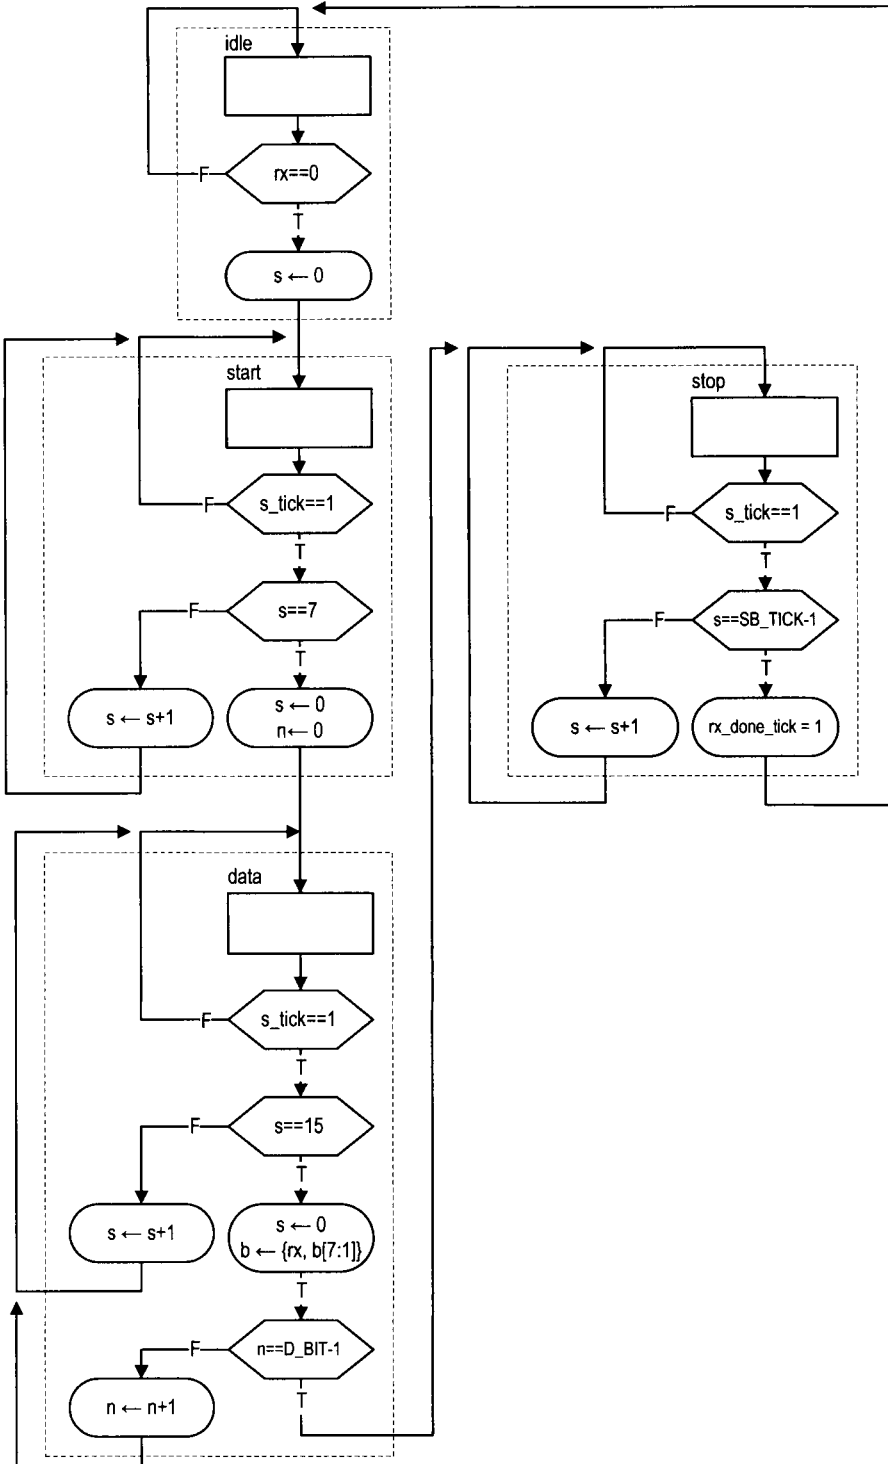 idle
rx==0
F
T
s ← 0
start
s_tick==1
F
T
s==7
F
T
s ← s+1
s ← 0
n← 0
data
s_tick==1
F
T
s==15
F
T
s ← s+1
s ← 0
b ← {rx, b[7:1]}
T
n==D_BIT-1
F
T
n ← n+1
stop
s_tick==1
F
T
s==SB_TICK-1
F
T
s ← s+1
rx_done_tick = 1